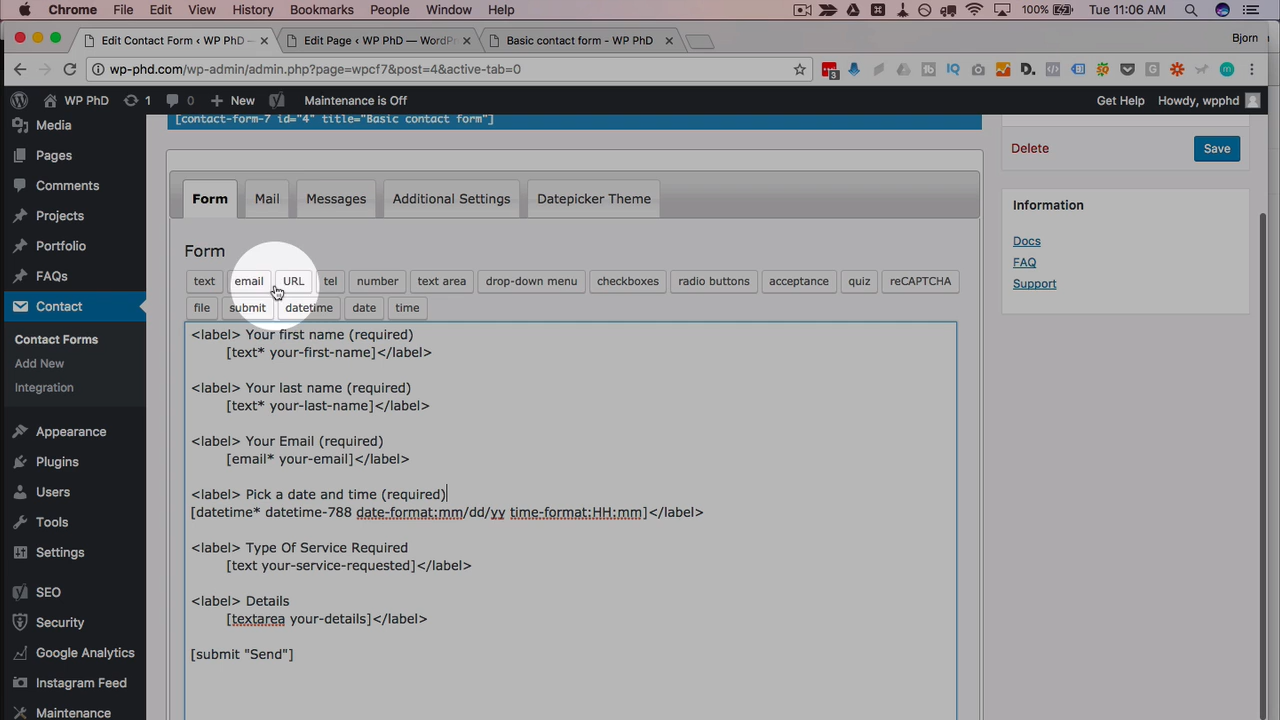 Chrome File Edit View History Bookmarks People Window Help 100% Tue 11:06 AM
Edit Contact Form ‹ WP PhD — Edit Page ‹ WP PhD — WordPr Basic contact form - WP PhD Bjorn
wp-phd.com/wp-admin/admin.php?page=wpcf7&post=4&active-tab=0 3
WP PhD 1 0 New Maintenance is Off Get Help Howdy, wpphd
[contact-form-7 id="4" title="Basic contact form"]
Media
Pages
Comments
Projects
Portfolio
FAQs
Contact
Contact Forms
Add New
Integration
Appearance
Plugins
Users
Tools
Settings
SEO
Security
Google Analytics
Instagram Feed
Maintenance
Form Mail Messages Additional Settings Datepicker Theme
Form
text email URL tel number text area drop-down menu checkboxes radio buttons acceptance quiz reCAPTCHA
file submit datetime date time
<label> Your first name (required)
[text* your-first-name]</label>
<label> Your last name (required)
[text* your-last-name]</label>
<label> Your Email (required)
[email* your-email]</label>
<label> Pick a date and time (required)
[datetime* datetime-788 date-format:mm/dd/yy time-format:HH:mm]</label>
<label> Type Of Service Required
[text your-service-requested]</label>
<label> Details
[textarea your-details]</label>
[submit "Send"]
Delete Save
Information
Docs
FAQ
Support